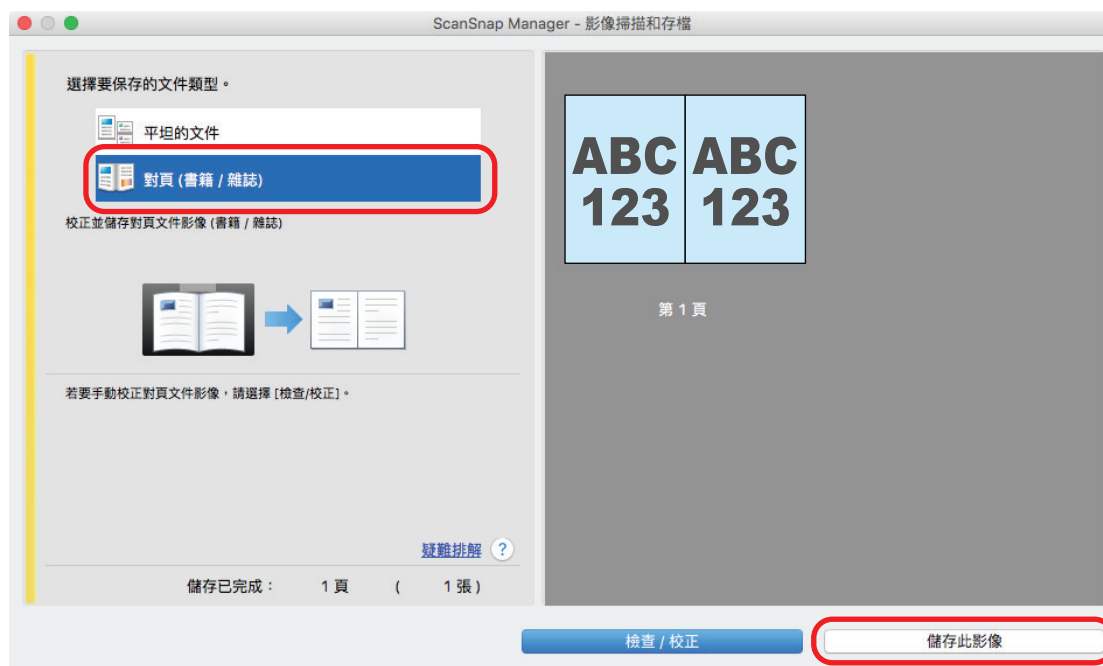 ScanSnap Manager - 影像掃描和存檔
選擇要保存的文件類型。
平坦的文件
對頁 (書籍 / 雜誌)
校正並儲存對頁文件影像 (書籍 / 雜誌)
若要手動校正對頁文件影像，請選擇 [檢查/校正]。
疑難排解 ?
儲存已完成： 1 頁 ( 1 張 )
ABC ABC
123 123
第 1 頁
檢查 / 校正
儲存此影像